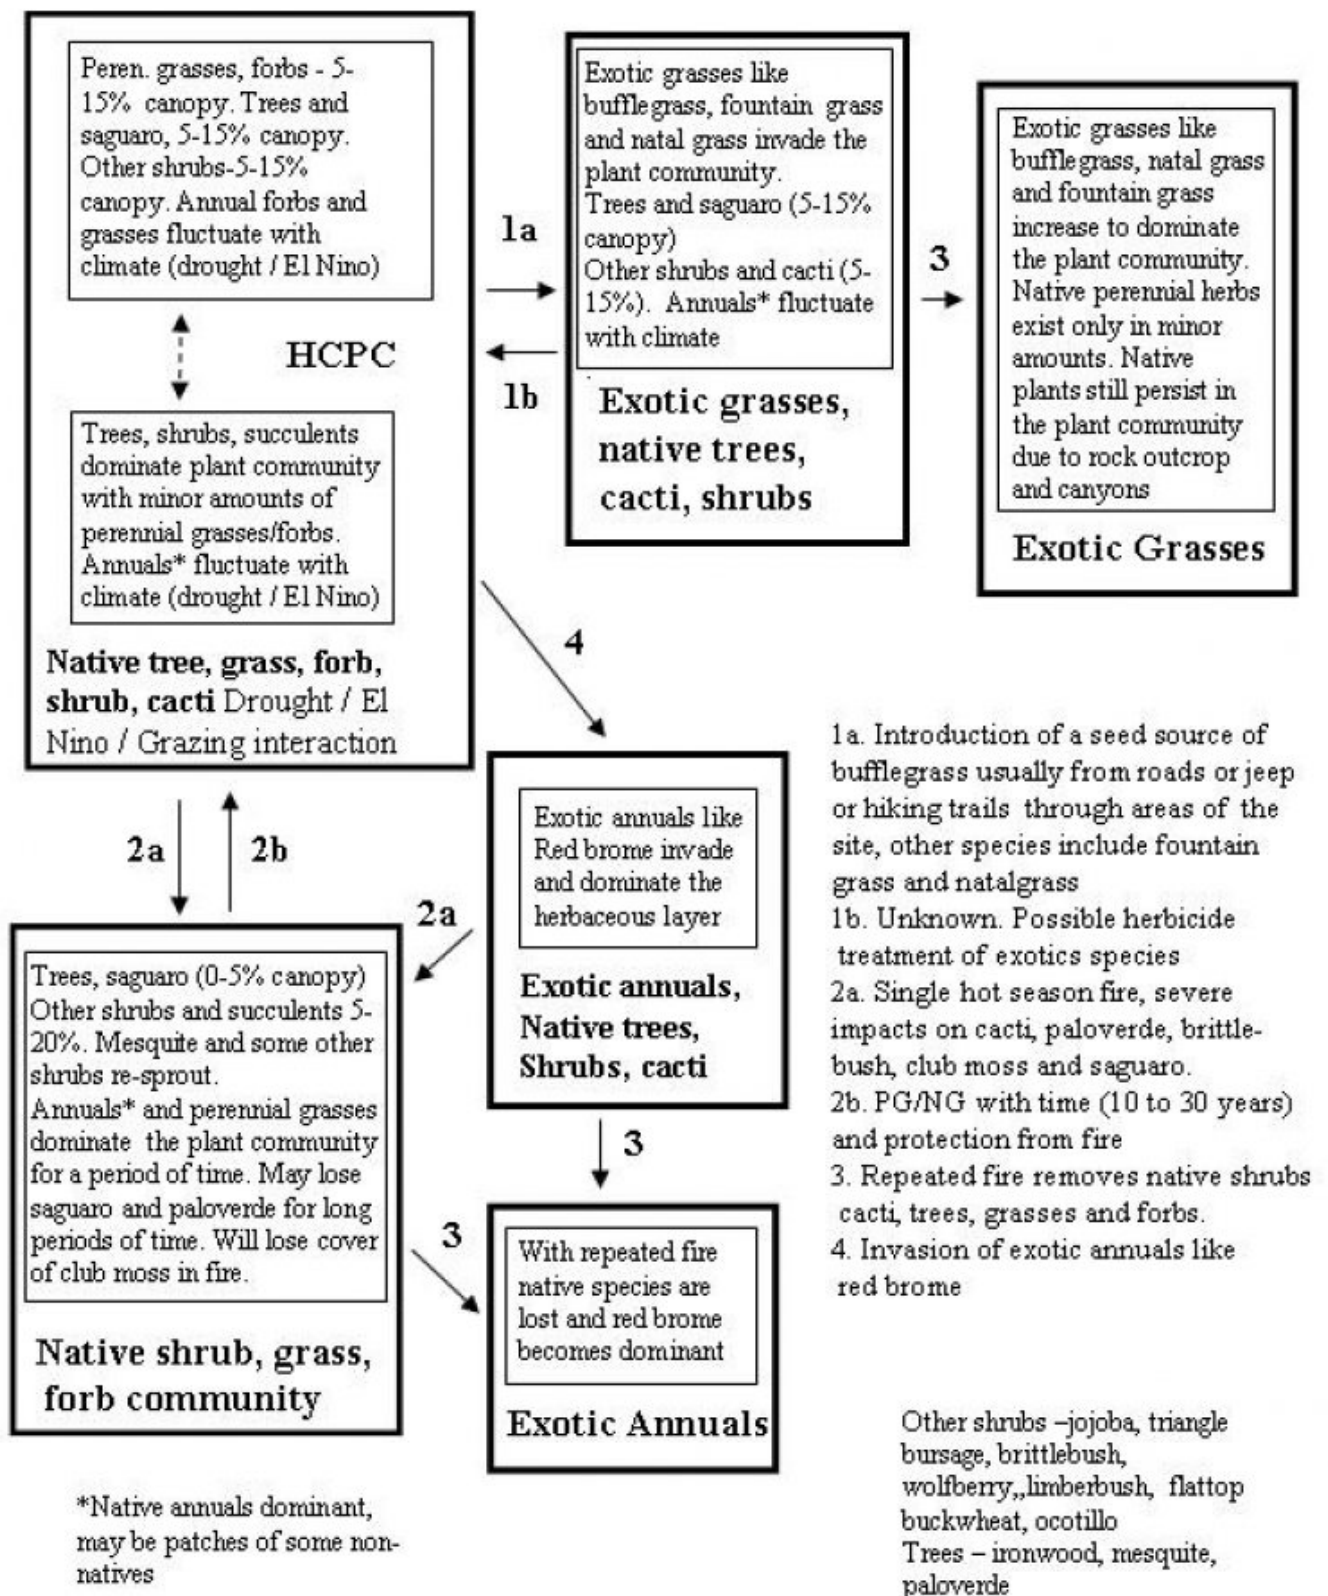 Peren. grasses, forbs - 5-
15% canopy. Trees and
saguaro, 5-15% canopy.
Other shrubs-5-15%
canopy. Annual forbs and
grasses fluctuate with
climate (drought / El Nino)
HCPC
Trees, shrubs, succulents
dominate plant community
with minor amounts of
perennial grasses/forbs.
Annuals* fluctuate with
climate (drought / El Nino)
Native tree, grass, forb,
shrub, cacti Drought / El
Nino / Grazing interaction
1a
1b
Exotic grasses like
bufflegrass, fountain grass
and natal grass invade the
plant community.
Trees and saguaro (5-15%
canopy)
Other shrubs and cacti (5-
15%). Annuals* fluctuate
with climate
Exotic grasses,
native trees,
cacti, shrubs
3
Exotic grasses like
bufflegrass, natal grass
and fountain grass
increase to dominate
the plant community.
Native perennial herbs
exist only in minor
amounts. Native
plants still persist in
the plant community
due to rock outcrop
and canyons
Exotic Grasses
4
2a
2b
Exotic annuals like
Red brome invade
and dominate the
herbaceous layer
Exotic annuals,
Native trees,
Shrubs, cacti
2a
Trees, saguaro (0-5% canopy)
Other shrubs and succulents 5-
20%. Mesquite and some other
shrubs re-sprout.
Annuals* and perennial grasses
dominate the plant community
for a period of time. May lose
saguaro and paloverde for long
periods of time. Will lose cover
of club moss in fire.
Native shrub, grass,
forb community
3
3
With repeated fire
native species are
lost and red brome
becomes dominant
Exotic Annuals
1a. Introduction of a seed source of
bufflegrass usually from roads or jeep
or hiking trails through areas of the
site, other species include fountain
grass and natalgrass
1b. Unknown. Possible herbicide
treatment of exotics species
2a. Single hot season fire, severe
impacts on cacti, paloverde, brittle-
bush, club moss and saguaro.
2b. PG/NG with time (10 to 30 years)
and protection from fire
3. Repeated fire removes native shrubs
cacti, trees, grasses and forbs.
4. Invasion of exotic annuals like
red brome
*Native annuals dominant,
may be patches of some non-
natives
Other shrubs –jojoba, triangle
bursage, brittlebush,
wolfberry,,limberbush, flattop
buckwheat, ocotillo
Trees – ironwood, mesquite,
paloverde